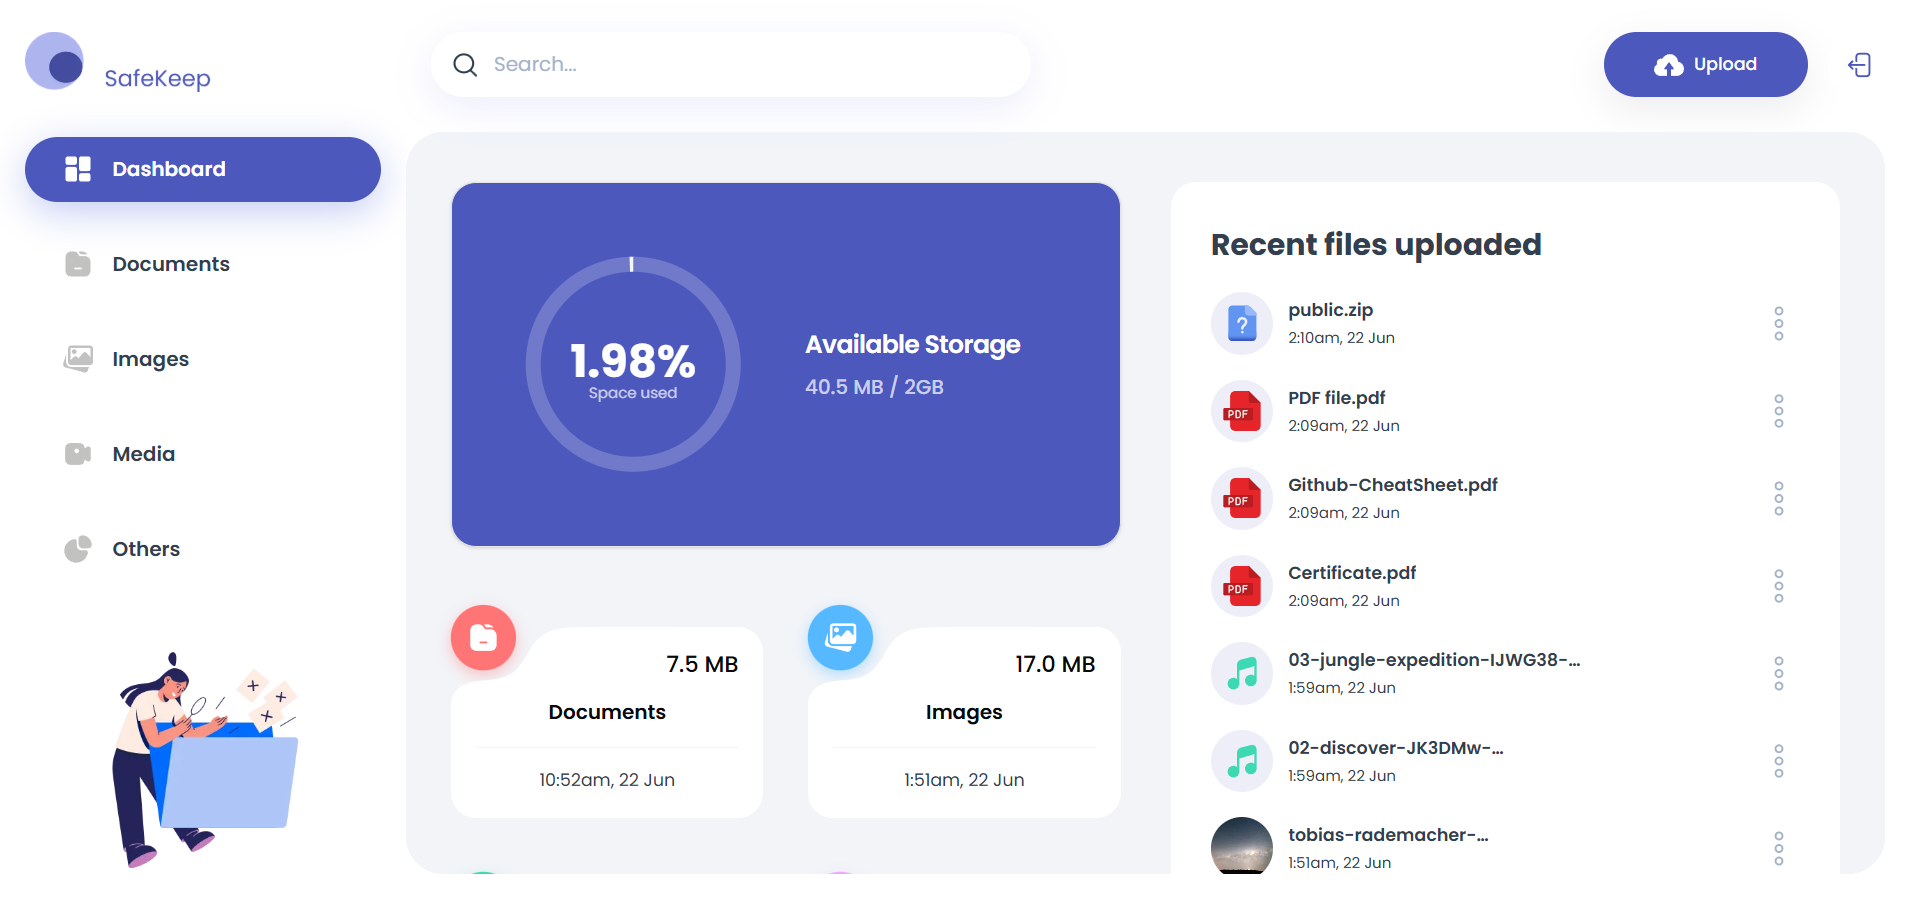 SafeKeep
Search...
Upload
Dashboard
Documents
Images
Media
Others
1.98%
Space used
Available Storage
40.5 MB / 2GB
7.5 MB
Documents
10:52am, 22 Jun
17.0 MB
Images
1:51am, 22 Jun
Recent files uploaded
public.zip
2:10am, 22 Jun
PDF
PDF file.pdf
2:09am, 22 Jun
PDF
Github-CheatSheet.pdf
2:09am, 22 Jun
PDF
Certificate.pdf
2:09am, 22 Jun
03-jungle-expedition-IJWG38-...
1:59am, 22 Jun
02-discover-JK3DMw-...
1:59am, 22 Jun
tobias-rademacher-...
1:51am, 22 Jun